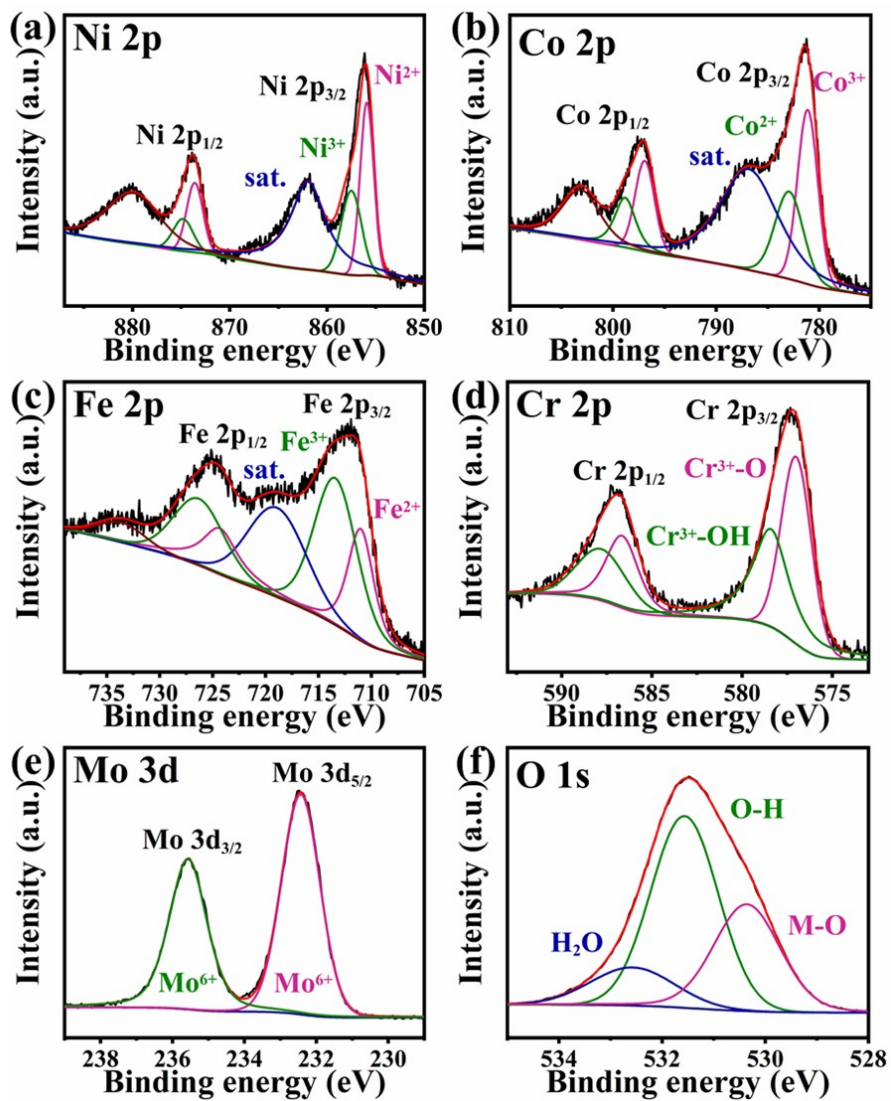 (a) Ni 2p
Ni 2p1/2
Ni 2p3/2
Ni2+
Ni3+
sat.
Intensity (a.u.)
880 870 860 850
Binding energy (eV)
(b) Co 2p
Co 2p1/2
Co 2p3/2
Co3+
Co2+
sat.
Intensity (a.u.)
810 800 790 780
Binding energy (eV)
(c) Fe 2p
Fe 2p1/2
Fe 2p3/2
Fe3+
sat.
Fe2+
Intensity (a.u.)
735 730 725 720 715 710 705
Binding energy (eV)
(d) Cr 2p
Cr 2p1/2
Cr 2p3/2
Cr3+-O
Cr3+-OH
Intensity (a.u.)
590 585 580 575
Binding energy (eV)
(e) Mo 3d
Mo 3d3/2
Mo 3d5/2
Mo6+ Mo6+
Intensity (a.u.)
238 236 234 232 230
Binding energy (eV)
(f) O 1s
O-H
M-O
H2O
Intensity (a.u.)
534 532 530 528
Binding energy (eV)